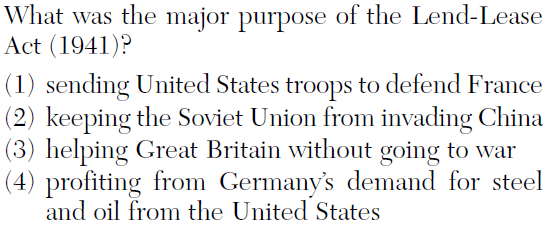 What was the major purpose of the Lend-Lease
Act (1941)?
(1) sending United States troops to defend France
(2) keeping the Soviet Union from invading China
(3) helping Great Britain without going to war
(4) profiting from Germany's demand for steel
and oil from the United States